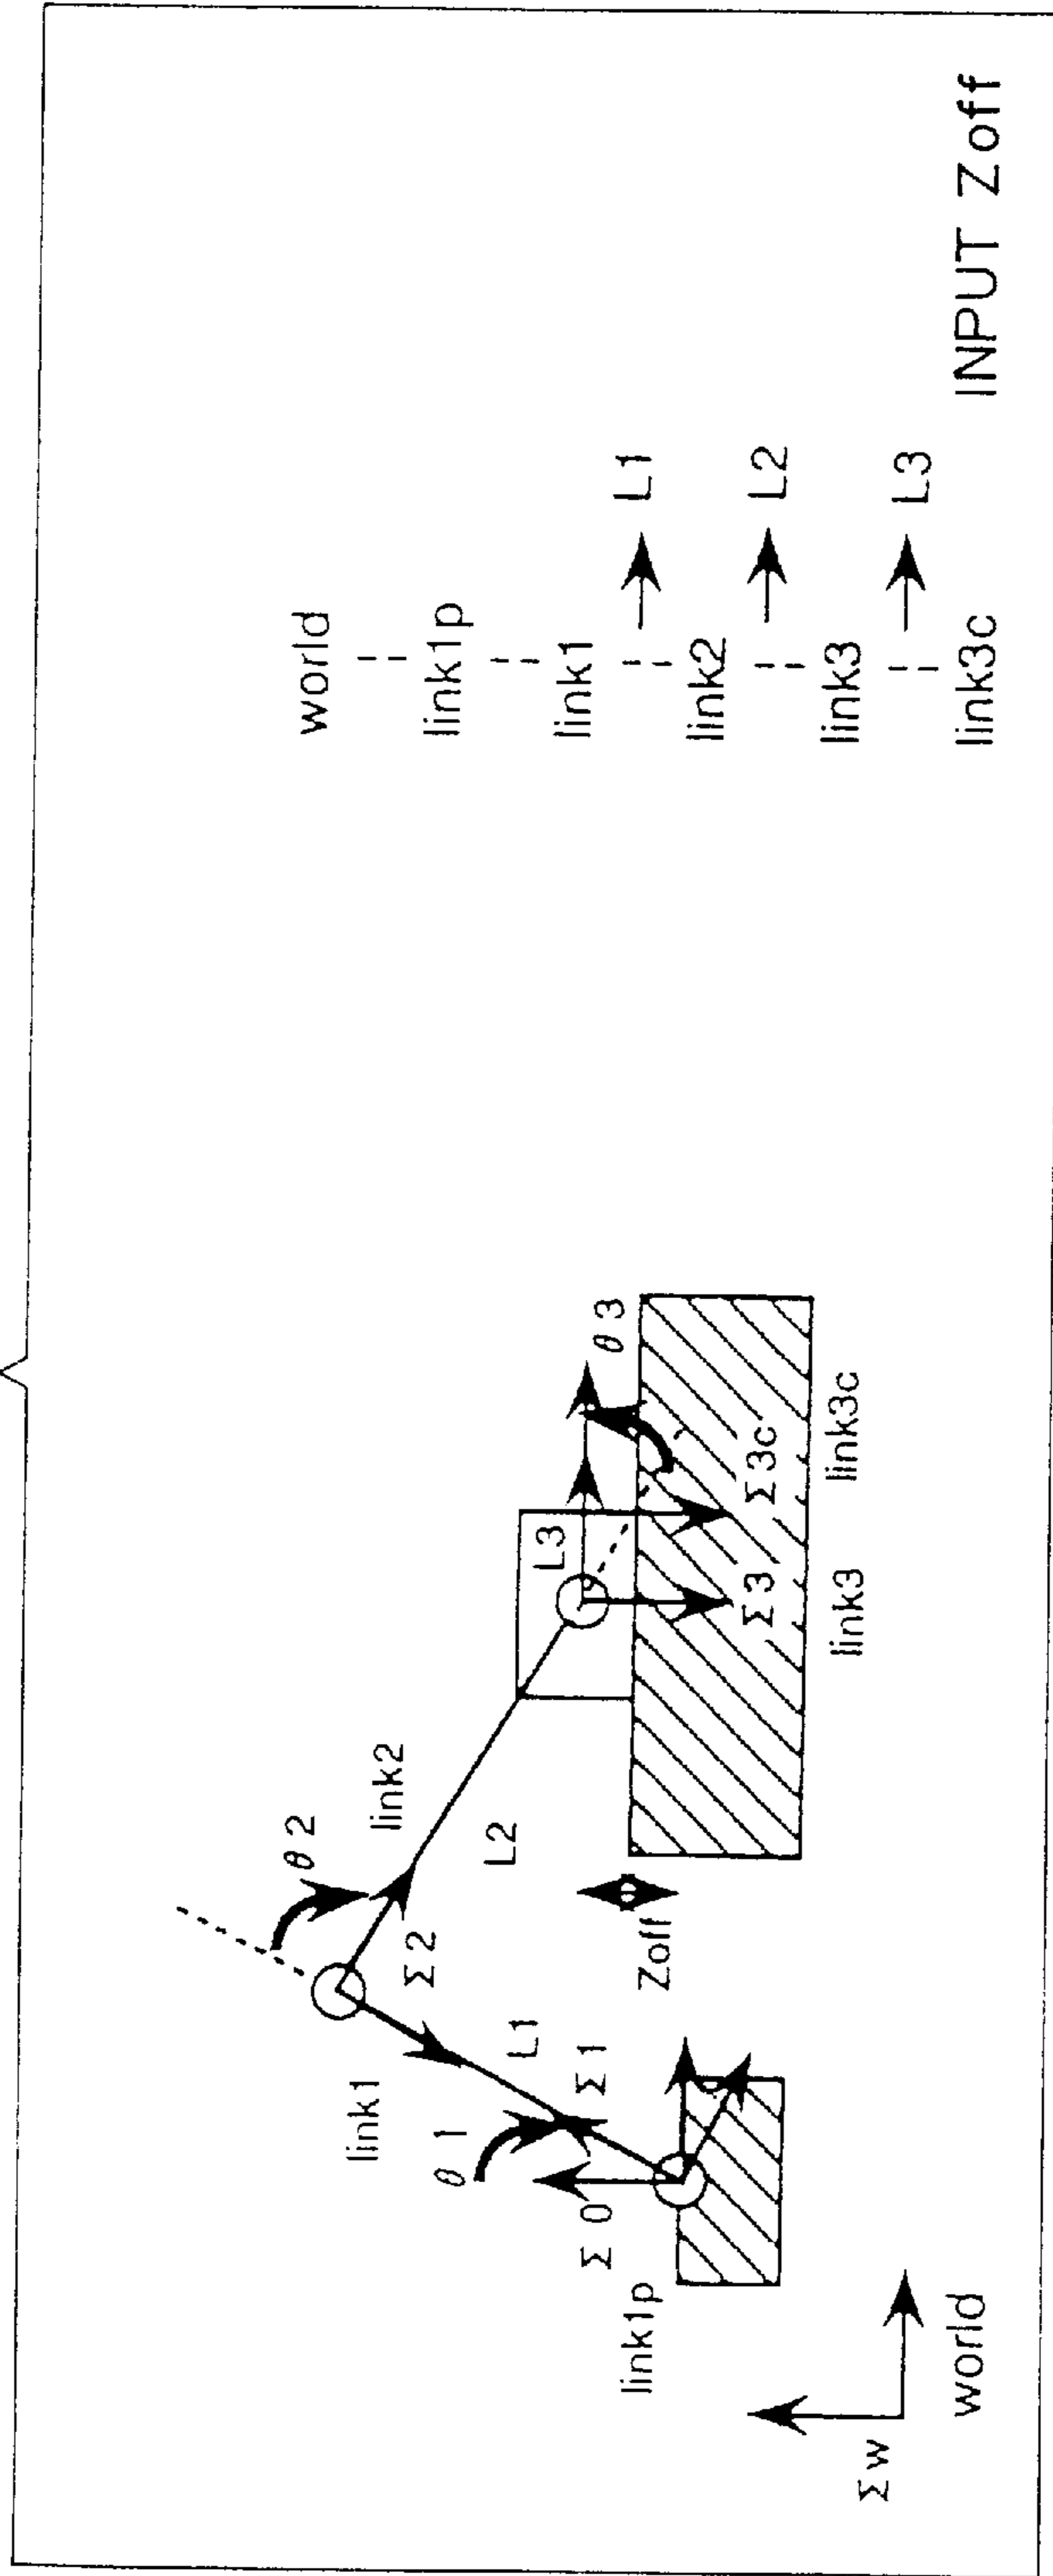 θ 2
link1
link2
θ 1
Σ 2
L1
L2
L3
θ 3
Σ 0
Σ 1
link1p
Zoff
Σ 3
Σ 3c
link3
link3c
Σw
world
world
link1p
link1
L1
link2
L2
link3
L3
link3c
INPUT Zoff